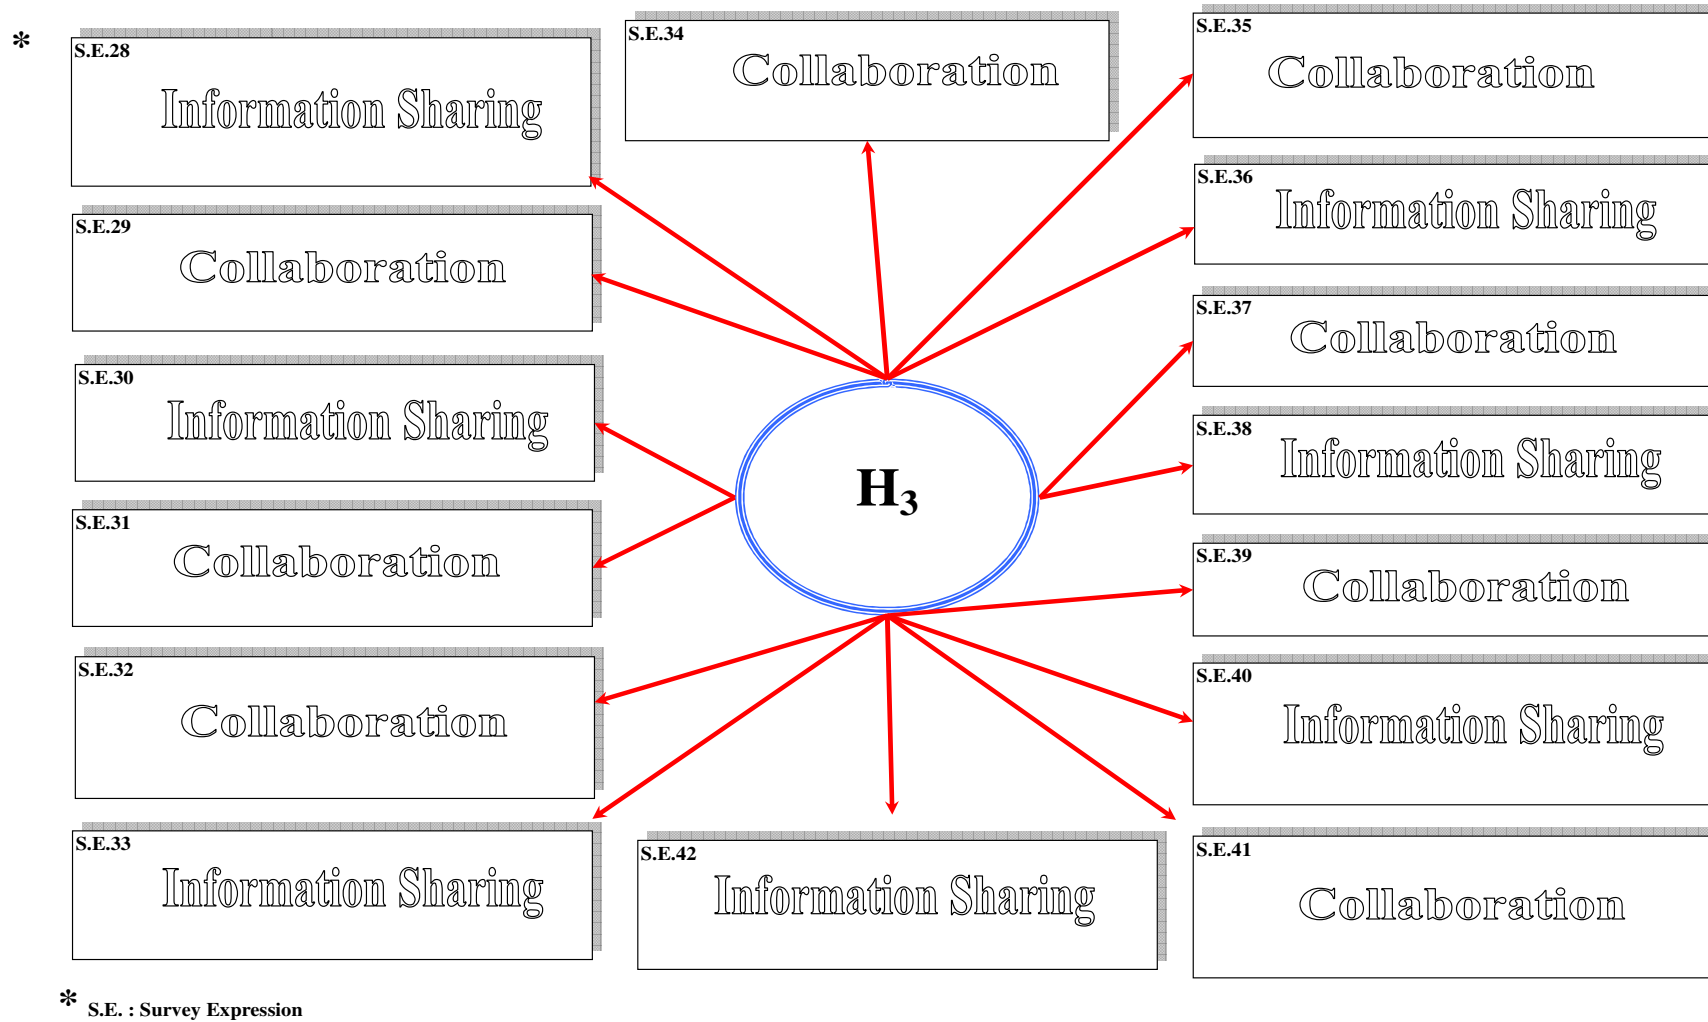 *
S.E.28
Information Sharing
S.E.34
Collaboration
S.E.35
Collaboration
S.E.29
Collaboration
S.E.36
Information Sharing
S.E.30
Information Sharing
S.E.37
Collaboration
H3
S.E.38
Information Sharing
S.E.31
Collaboration
S.E.39
Collaboration
S.E.32
Collaboration
S.E.40
Information Sharing
S.E.33
Information Sharing
S.E.42
Information Sharing
S.E.41
Collaboration
* S.E. : Survey Expression